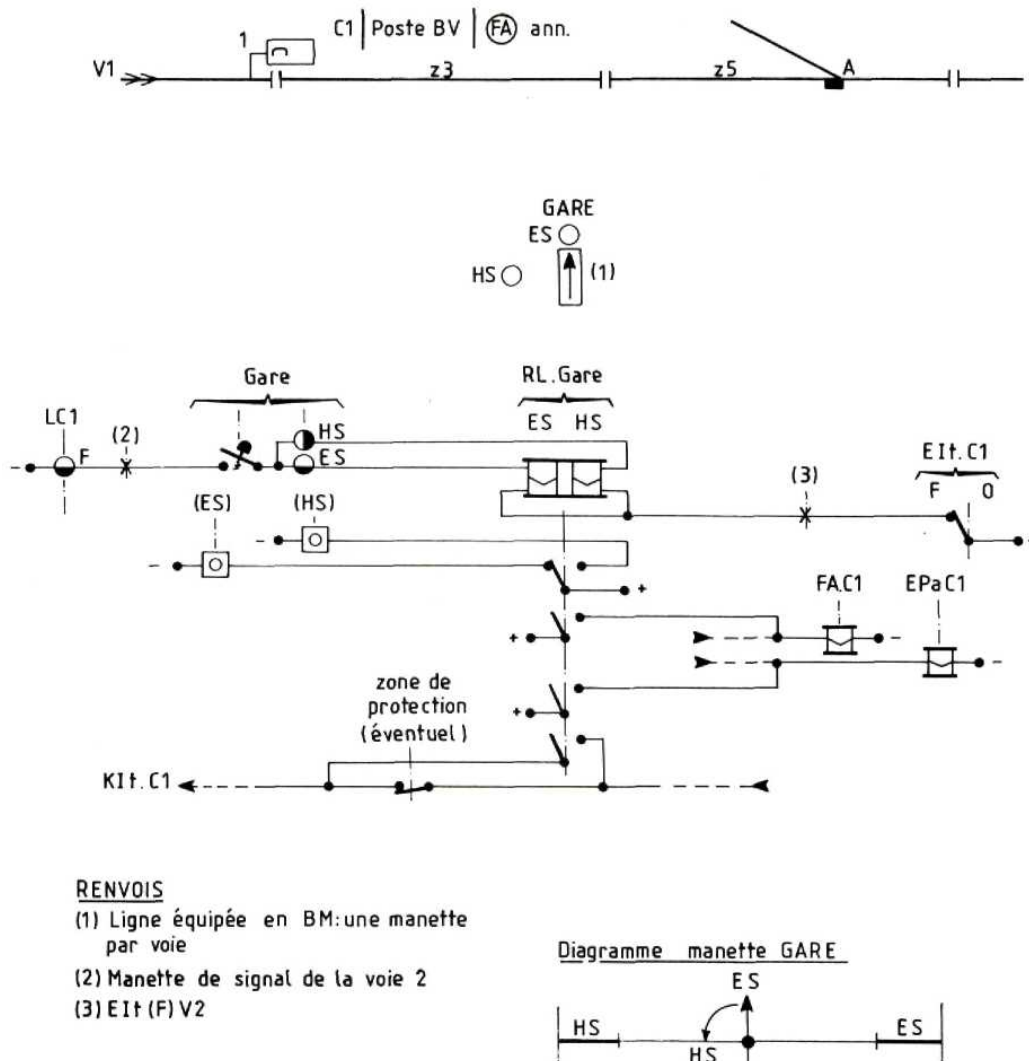 C1 | Poste BV | FA ann.
1
V1
z3
z5
A
GARE
ES
HS
(1)
Gare
RL.Gare
ES HS
LC1
F
(2)
HS
ES
(3)
EIt.C1
F O
(ES)
(HS)
-
-
-
+
-
FA.C1
EPaC1
+
-
-
+
zone de
protection
(éventuel)
KIt.C1
RENVOIS
(1) Ligne équipée en BM: une manette
par voie
(2) Manette de signal de la voie 2
(3) EIt (F) V2
Diagramme manette GARE
ES
HS
ES
HS